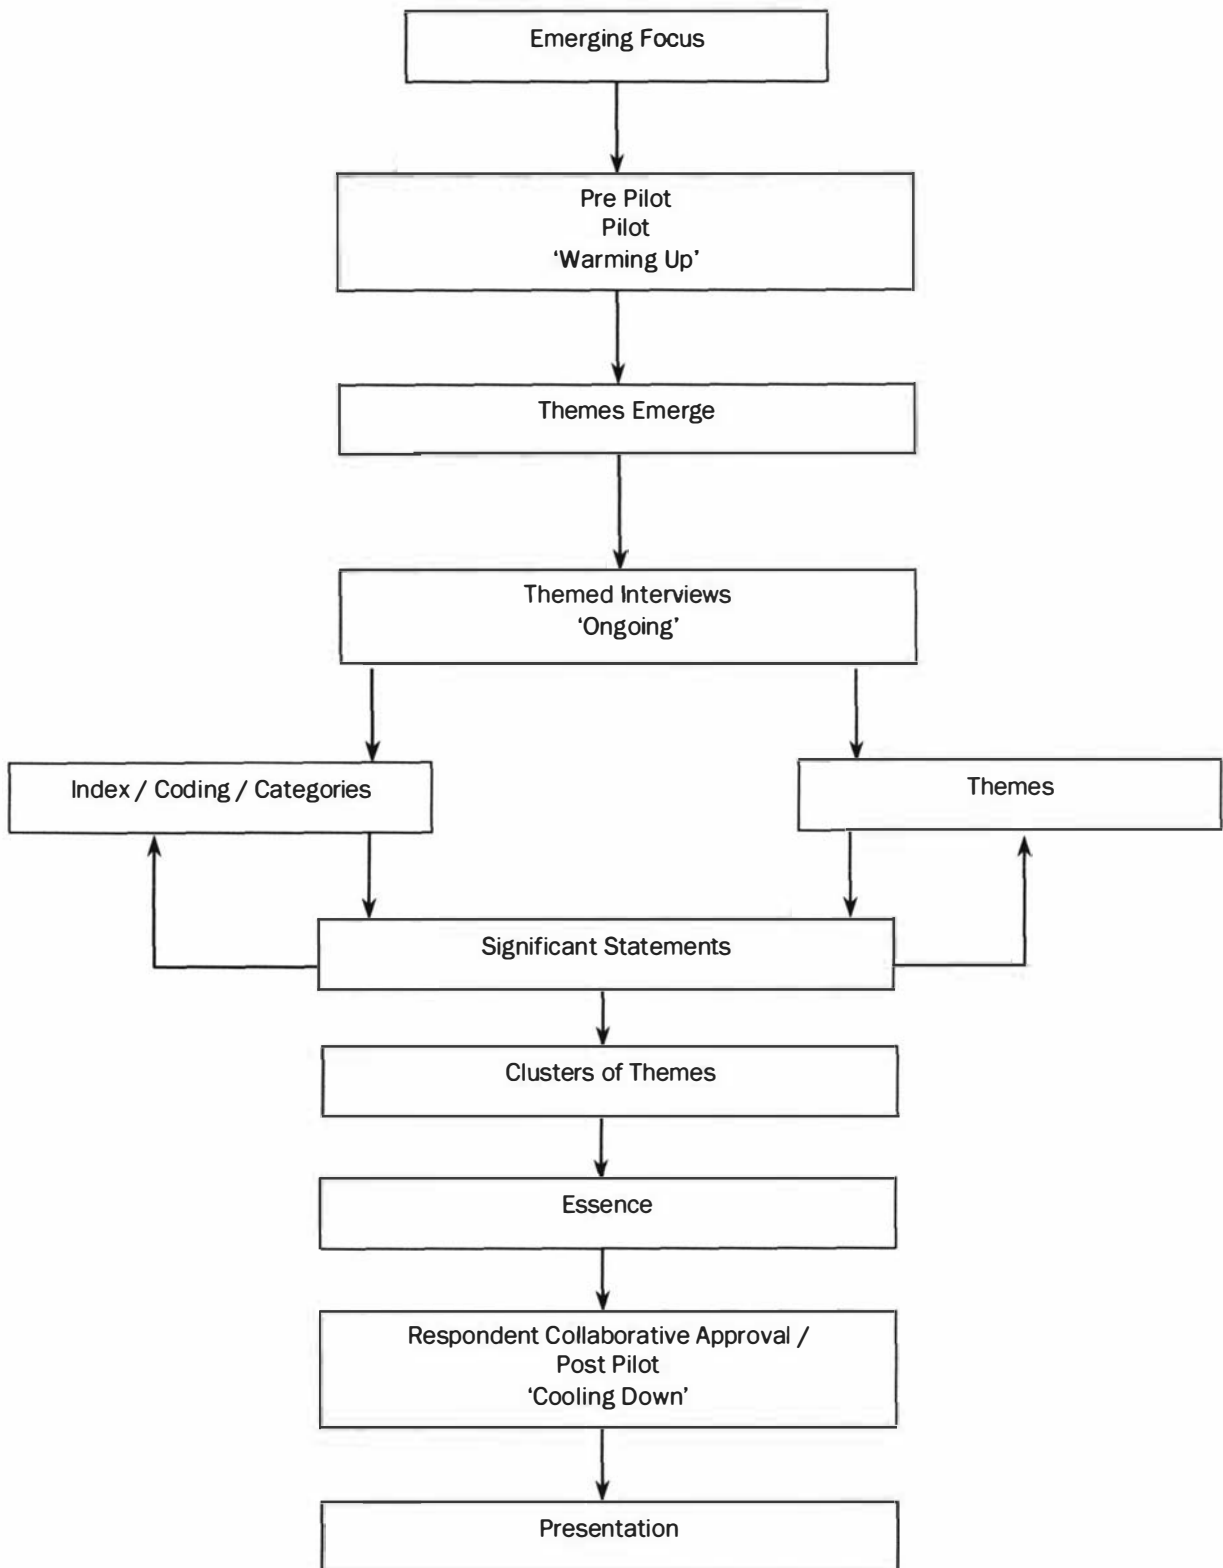 Emerging Focus
Pre Pilot
Pilot
‘Warming Up’
Themes Emerge
Themed Interviews
‘Ongoing’
Index / Coding / Categories
Themes
Significant Statements
Clusters of Themes
Essence
Respondent Collaborative Approval /
Post Pilot
‘Cooling Down’
Presentation